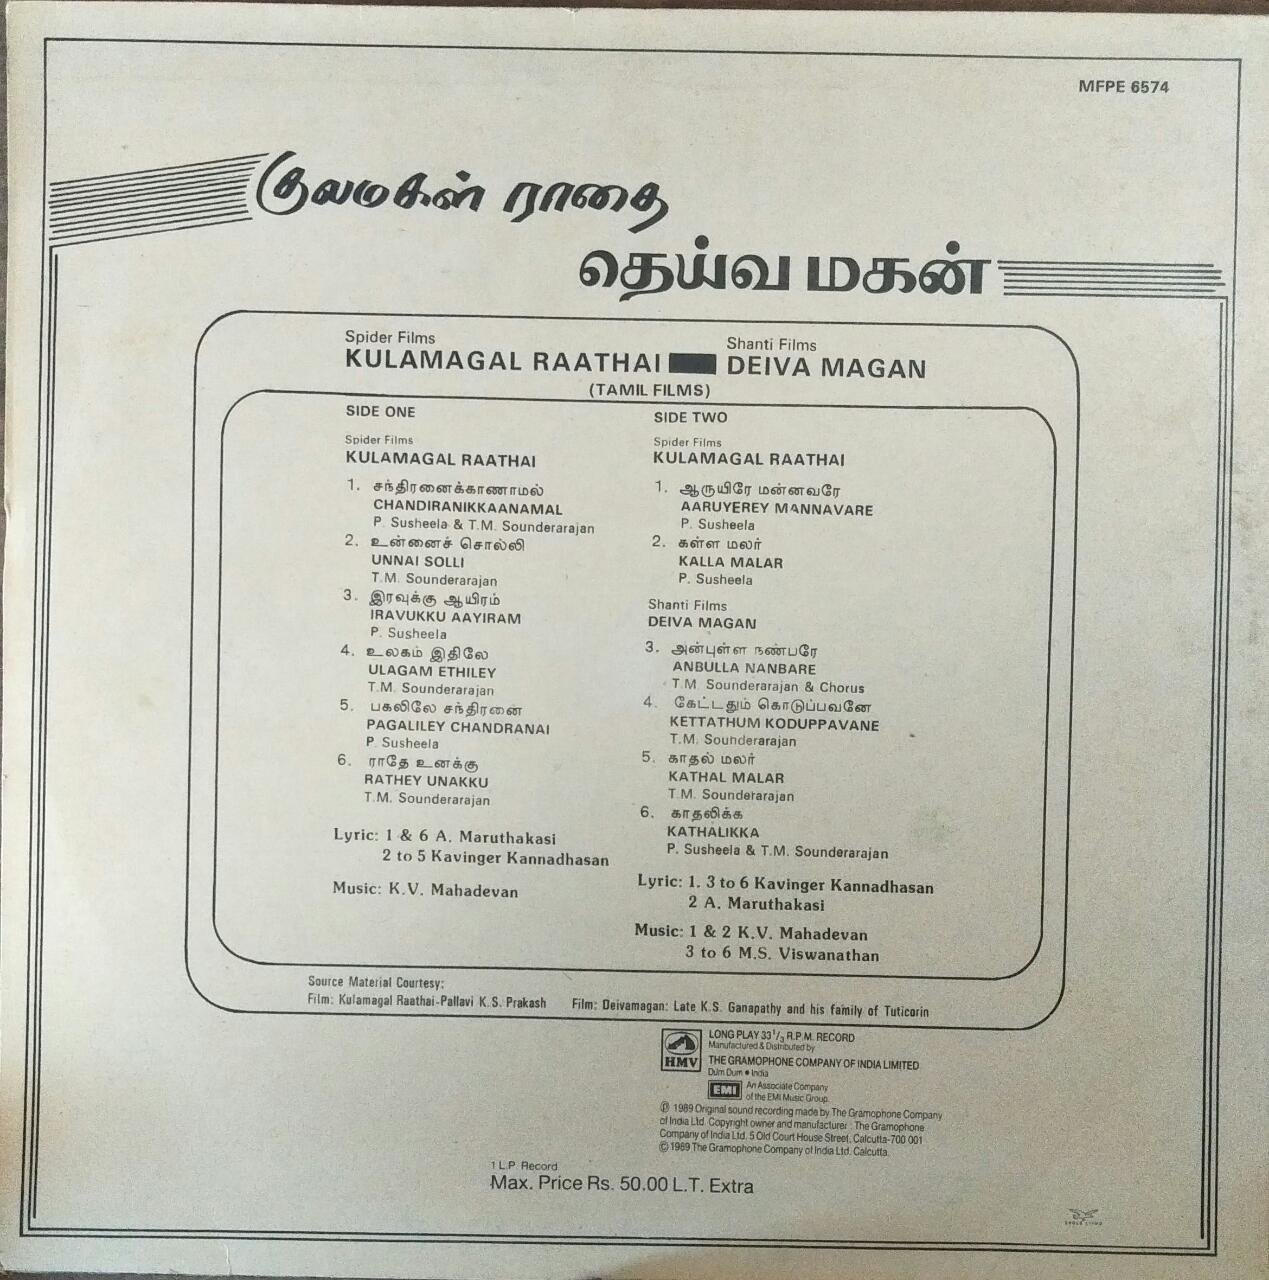 MFPE 6574
குலமகள் ராதை
தெய்வ மகன்
Spider Films
KULAMAGAL RAATHAI
Shanti Films
DEIVA MAGAN
(TAMIL FILMS)
SIDE ONE
Spider Films
KULAMAGAL RAATHAI
1. சந்திரனைக்காணாமல்
CHANDIRANIKKAANAMAL
P. Susheela & T.M. Sounderarajan
2. உன்னைச் சொல்லி
UNNAI SOLLI
T.M. Sounderarajan
3. இரவுக்கு ஆயிரம்
IRAVUKKU AAYIRAM
P. Susheela
4. உலகம் இதிலே
ULAGAM ETHILEY
T.M. Sounderarajan
5. பகலிலே சந்திரனை
PAGALILEY CHANDRANAI
P. Susheela
6. ராதே உனக்கு
RATHEY UNAKKU
T.M. Sounderarajan
Lyric: 1 & 6 A. Maruthakasi
2 to 5 Kavinger Kannadhasan
Music: K.V. Mahadevan
SIDE TWO
Spider Films
KULAMAGAL RAATHAI
1. ஆருயிரே மன்னவரே
AARUYEREY MANNAVARE
P. Susheela
2. கள்ள மலர்
KALLA MALAR
P. Susheela
Shanti Films
DEIVA MAGAN
3. அன்புள்ள நண்பரே
ANBULLA NANBARE
T.M Sounderarajan & Chorus
4. கேட்டதும் கொடுப்பவனே
KETTATHUM KODUPPAVANE
T.M. Sounderarajan
5. காதல் மலர்
KATHAL MALAR
T.M. Sounderarajan
6. காதலிக்க
KATHALIKKA
P. Susheela & T.M. Sounderarajan
Lyric: 1. 3 to 6 Kavinger Kannadhasan
2 A. Maruthakasi
Music: 1 & 2 K.V. Mahadevan
3 to 6 M.S. Viswanathan
Source Material Courtesy:
Film: Kulamagal Raathai-Pallavi K.S. Prakash Film: Deivamagan: Late K.S. Ganapathy and his family of Tuticorin
HMV
LONG PLAY 33 1/3 R.P.M. RECORD
Manufactured & Distributed by
THE GRAMOPHONE COMPANY OF INDIA LIMITED
Dum Dum • India
EMI
An Associate Company
of the EMI Music Group.
Ⓟ 1989 Original sound recording made by The Gramophone Company
of India Ltd. Copyright owner and manufacturer : The Gramophone
Company of India Ltd. 5 Old Court House Street, Calcutta-700 001
© 1989 The Gramophone Company of India Ltd. Calcutta.
1 L.P. Record
Max. Price Rs. 50.00 L.T. Extra